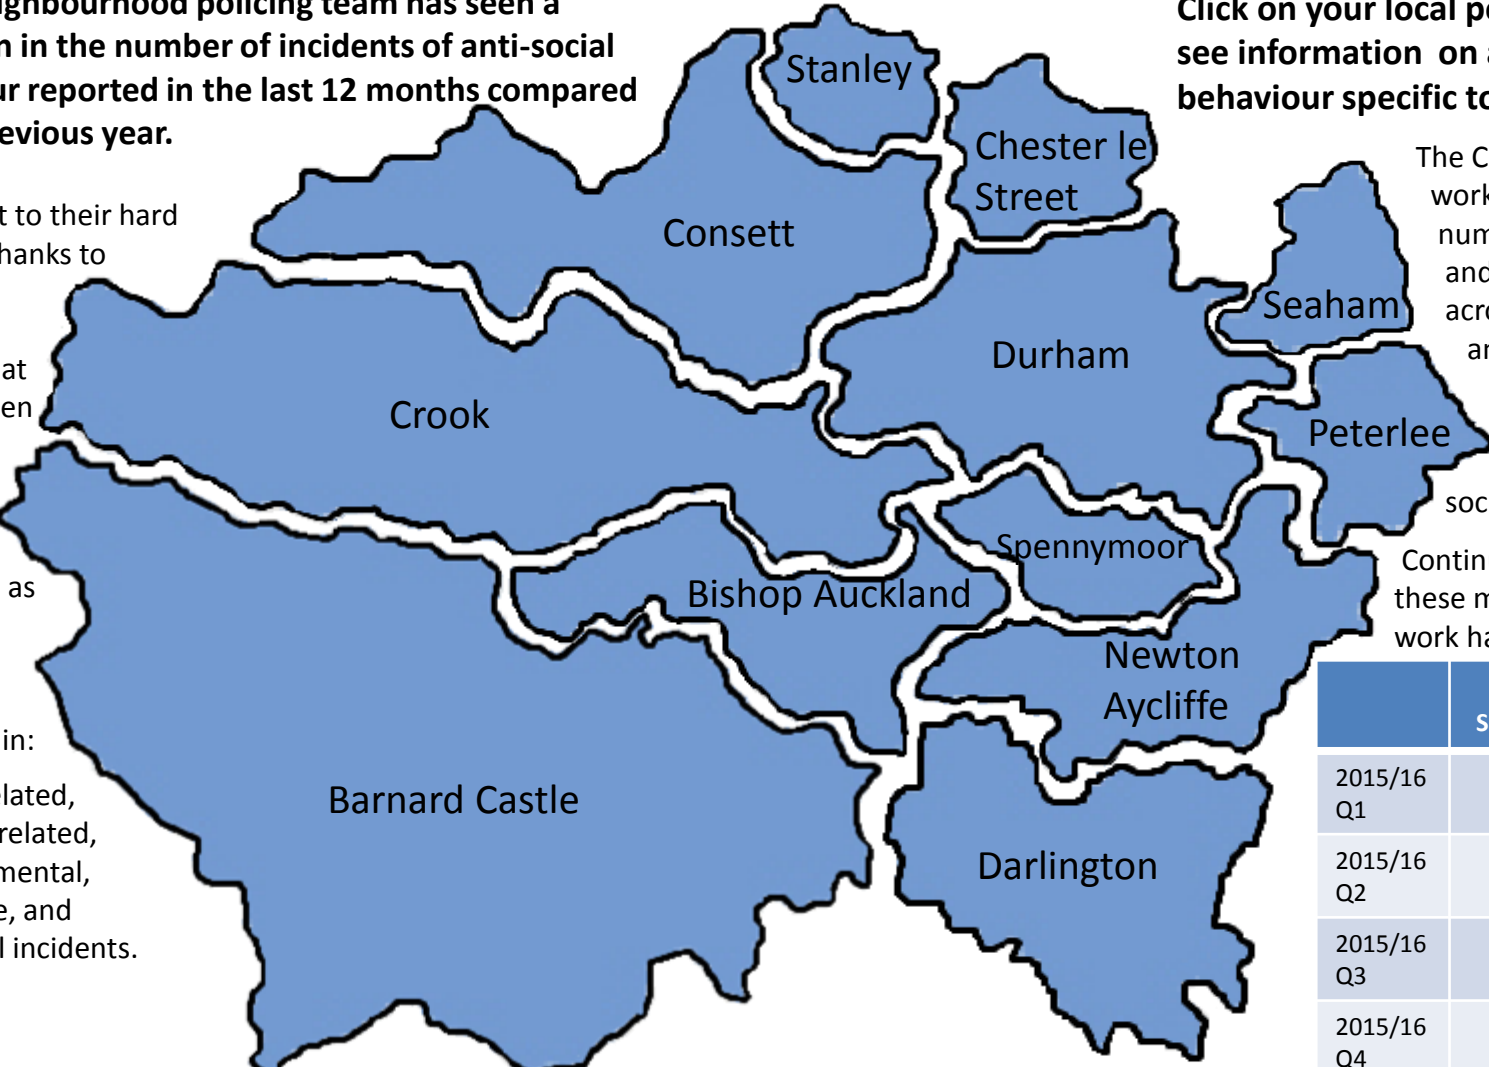 ghbourhood policing team has seen a
in the number of incidents of anti-social
ur reported in the last 12 months compared
evious year.
Click on your local
see information on
behaviour specific to
t to their hard
hanks to
at
en
as
in:
elated,
related,
mental,
e, and
l incidents.
Stanley
Chester le
Street
Consett
Seaham
Durham
Crook
Peterlee
Spennymoor
Bishop Auckland
Newton
Aycliffe
Barnard Castle
Darlington
The C
work
num
and
acro
soc
Contin
these m
work ha
S
2015/16
Q1
2015/16
Q2
2015/16
Q3
2015/16
Q4